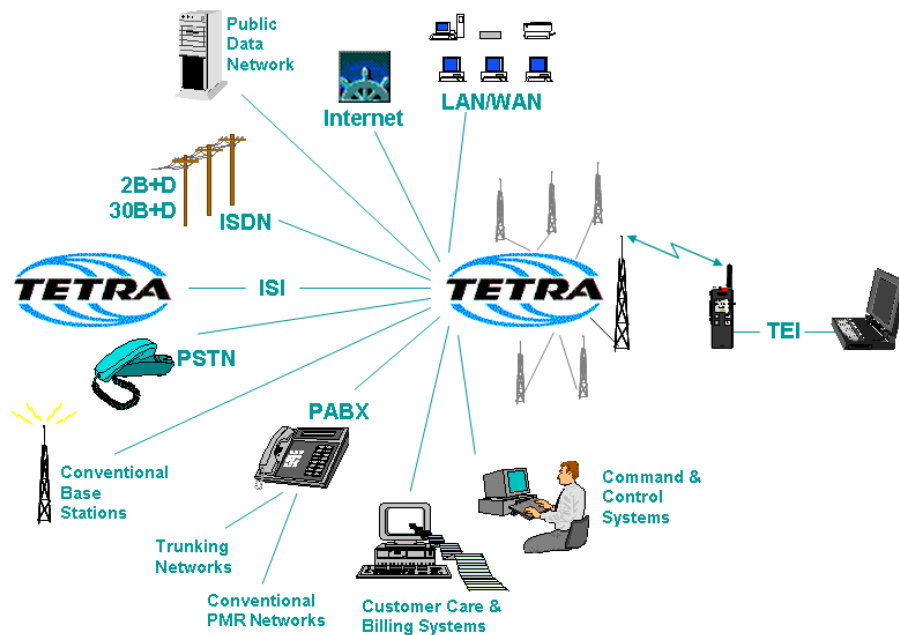 Public
Data
Network
Internet
LAN/WAN
2B+D
30B+D
ISDN
TETRA
ISI
TETRA
TEI
PSTN
PABX
Conventional
Base
Stations
Trunking
Networks
Conventional
PMR Networks
Customer Care &
Billing Systems
Command &
Control
Systems